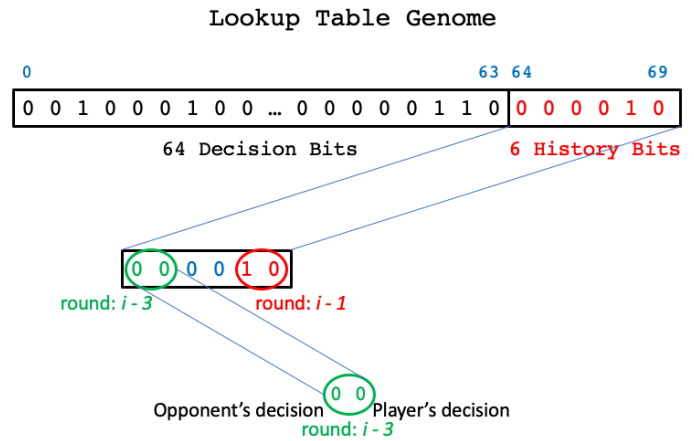 Lookup Table Genome
0 63 64 69
0 0 1 0 0 0 1 0 0 … 0 0 0 0 0 1 1 0 0 0 0 0 1 0
64 Decision Bits 6 History Bits
0 0 0 0 1 0
round: i - 3 round: i - 1
0 0
Opponent’s decision Player’s decision
round: i - 3